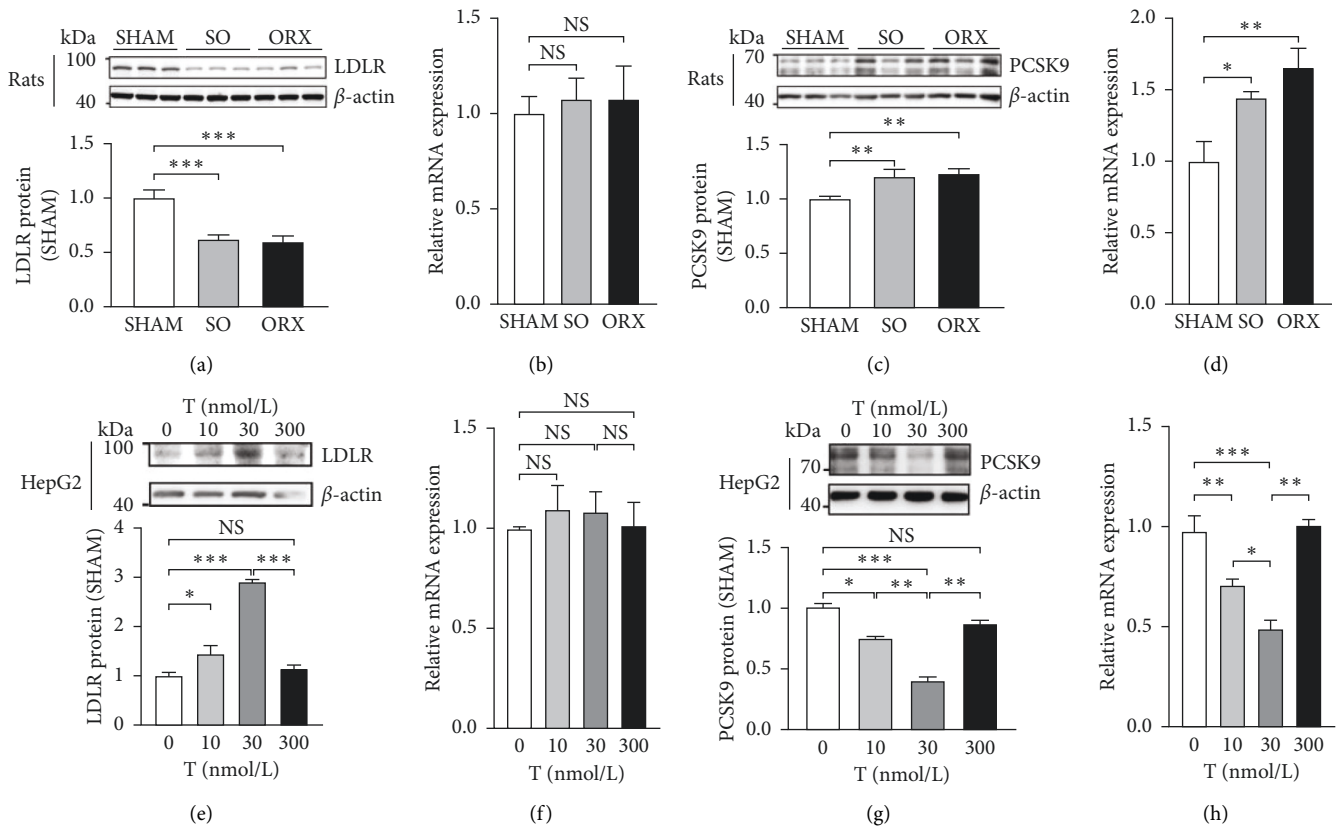 kDa SHAM SO ORX
Rats
100
LDLR
40
β-actin
LDLR protein
(SHAM)
1.5
1.0
0.5
0.0
***
***
SHAM SO ORX
(a)
Relative mRNA expression
1.5
1.0
0.5
0.0
NS
NS
SHAM SO ORX
(b)
kDa SHAM SO ORX
Rats
70
PCSK9
40
β-actin
PCSK9 protein
(SHAM)
1.5
1.0
0.5
0.0
**
**
SHAM SO ORX
(c)
Relative mRNA expression
2.0
1.5
1.0
0.5
0.0
**
*
SHAM SO ORX
(d)
T (nmol/L)
kDa 0 10 30 300
HepG2
100
LDLR
40
β-actin
LDLR protein (SHAM)
4
3
2
1
0
NS
*** ***
*
0 10 30 300
T (nmol/L)
(e)
Relative mRNA expression
1.5
1.0
0.5
0.0
NS
NS NS
NS
0 10 30 300
T (nmol/L)
(f)
T (nmol/L)
kDa 0 10 30 300
HepG2
70
PCSK9
40
β-actin
PCSK9 protein (SHAM)
1.5
1.0
0.5
0.0
NS
***
* ** **
0 10 30 300
T (nmol/L)
(g)
Relative mRNA expression
1.5
1.0
0.5
0.0
***
** **
*
0 10 30 300
T (nmol/L)
(h)